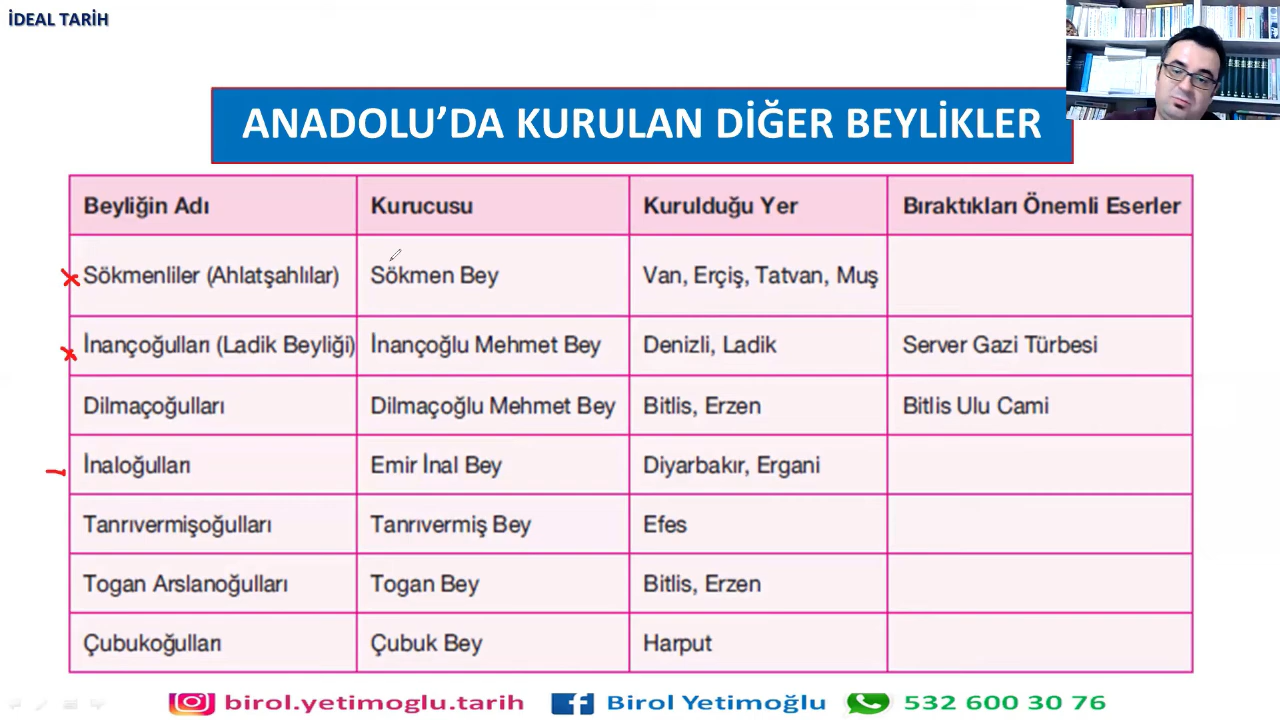 İDEAL TARİH
ANADOLU'DA KURULAN DİĞER BEYLİKLER
Beyliğin Adı Kurucusu Kurulduğu Yer Bıraktıkları Önemli Eserler
Sökmenliler (Ahlatşahlılar) Sökmen Bey Van, Erçiş, Tatvan, Muş
İnançoğulları (Ladik Beyliği) İnançoğlu Mehmet Bey Denizli, Ladik Server Gazi Türbesi
Dilmaçoğulları Dilmaçoğlu Mehmet Bey Bitlis, Erzen Bitlis Ulu Cami
İnaloğulları Emir İnal Bey Diyarbakır, Ergani
Tanrıvermişoğulları Tanrıvermiş Bey Efes
Togan Arslanoğulları Togan Bey Bitlis, Erzen
Çubukoğulları Çubuk Bey Harput
birol.yetimoglu.tarih Birol Yetimoğlu 532 600 30 76